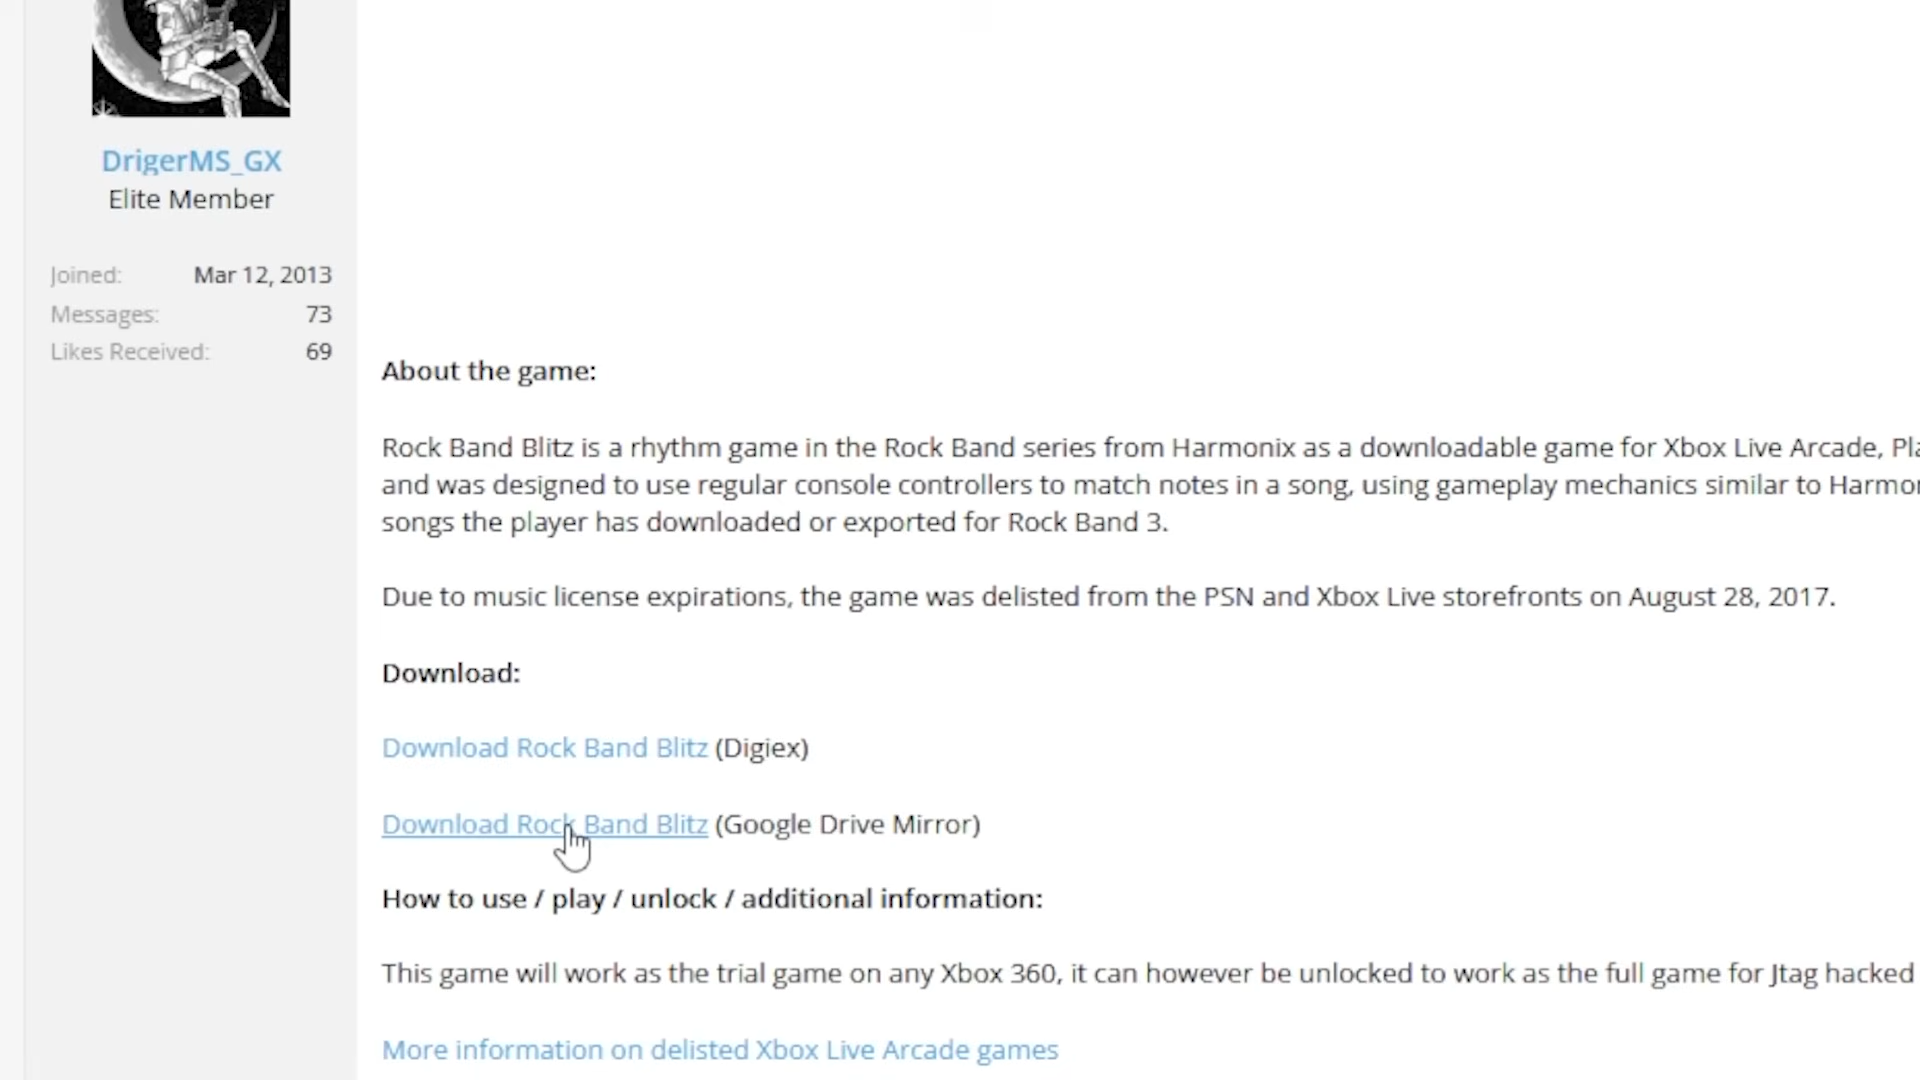 DrigerMS_GX
Elite Member
Joined: Mar 12, 2013
Messages: 73
Likes Received: 69
About the game:
Rock Band Blitz is a rhythm game in the Rock Band series from Harmonix as a downloadable game for Xbox Live Arcade, Pla
and was designed to use regular console controllers to match notes in a song, using gameplay mechanics similar to Harmon
songs the player has downloaded or exported for Rock Band 3.
Due to music license expirations, the game was delisted from the PSN and Xbox Live storefronts on August 28, 2017.
Download:
Download Rock Band Blitz (Digiex)
Download Rock Band Blitz (Google Drive Mirror)
How to use / play / unlock / additional information:
This game will work as the trial game on any Xbox 360, it can however be unlocked to work as the full game for Jtag hacked
More information on delisted Xbox Live Arcade games